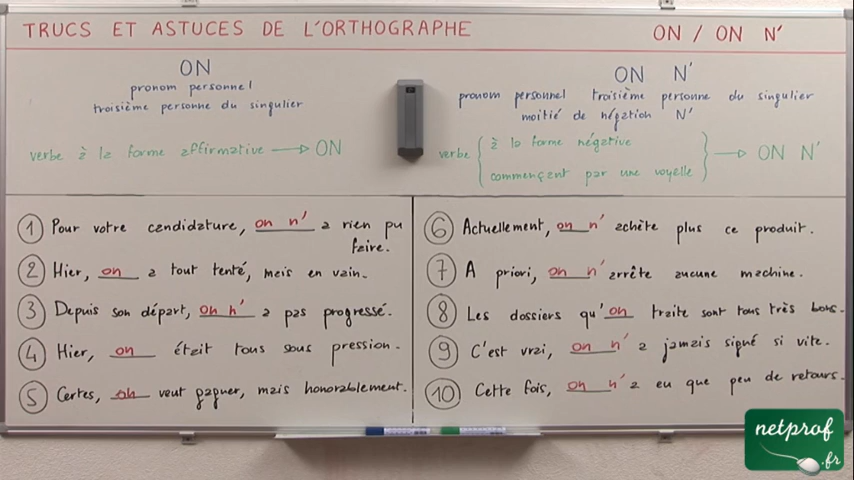 TRUCS ET ASTUCES DE L'ORTHOGRAPHE
ON / ON N'
ON
pronom personnel
troisième personne du singulier
verbe à la forme affirmative → ON
ON N'
pronom personnel troisième personne du singulier
moitié de négation N'
verbe { à la forme négative
commençant par une voyelle } → ON N'
1 Pour votre candidature, on n' a rien pu
faire.
2 Hier, on a tout tenté, mais en vain.
3 Depuis son départ, on n' a pas progressé.
4 Hier, on était tous sous pression.
5 Certes, on veut gagner, mais honorablement.
6 Actuellement, on n' achète plus ce produit.
7 A priori, on n' arrête aucune machine.
8 Les dossiers qu'on traite sont tous très bons.
9 C'est vrai, on n' a jamais signé si vite.
10 Cette fois, on n' a eu que peu de retours.
netprof
.fr